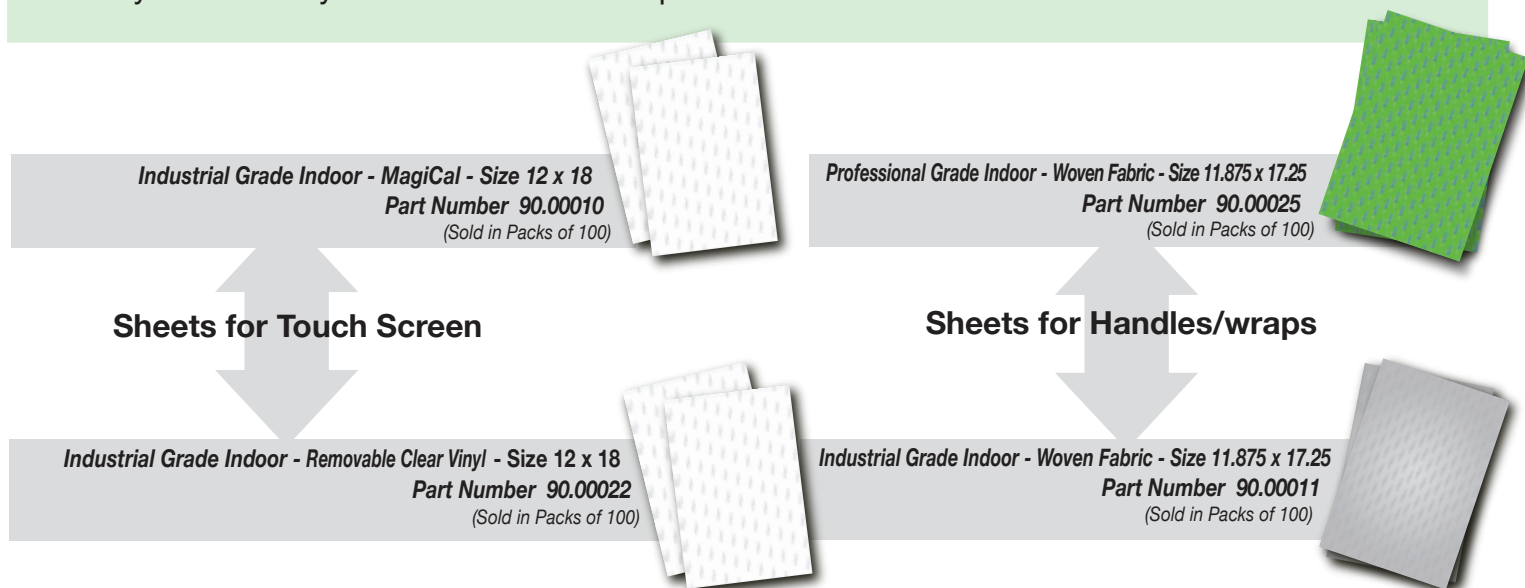 Industrial Grade Indoor - MagiCal - Size 12 x 18
Part Number 90.00010
(Sold in Packs of 100)
Sheets for Touch Screen
Industrial Grade Indoor - Removable Clear Vinyl - Size 12 x 18
Part Number 90.00022
(Sold in Packs of 100)
Professional Grade Indoor - Woven Fabric - Size 11.875 x 17.25
Part Number 90.00025
(Sold in Packs of 100)
Sheets for Handles/wraps
Industrial Grade Indoor - Woven Fabric - Size 11.875 x 17.25
Part Number 90.00011
(Sold in Packs of 100)